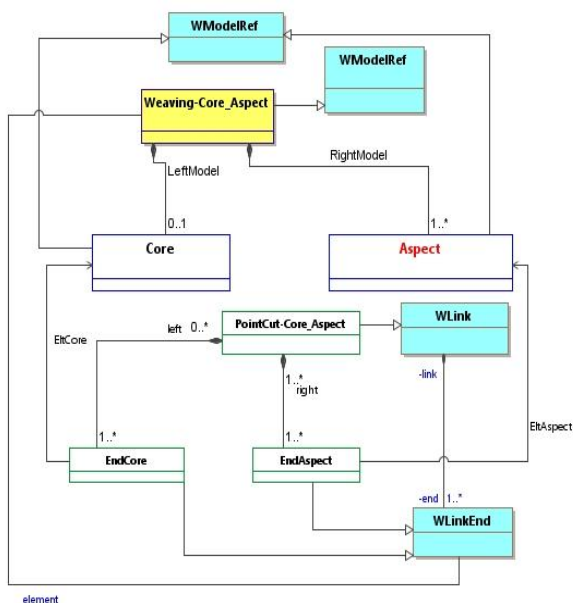 WModelRef
WModelRef
Weaving-Core_Aspect
RightModel
LeftModel
0..1
1..*
Core
Aspect
PointCut-Core_Aspect
WLink
left
0..*
EltCore
-link
1..*
right
EltAspect
1..*
1..*
EndCore
EndAspect
-end
1..*
WLinkEnd
element